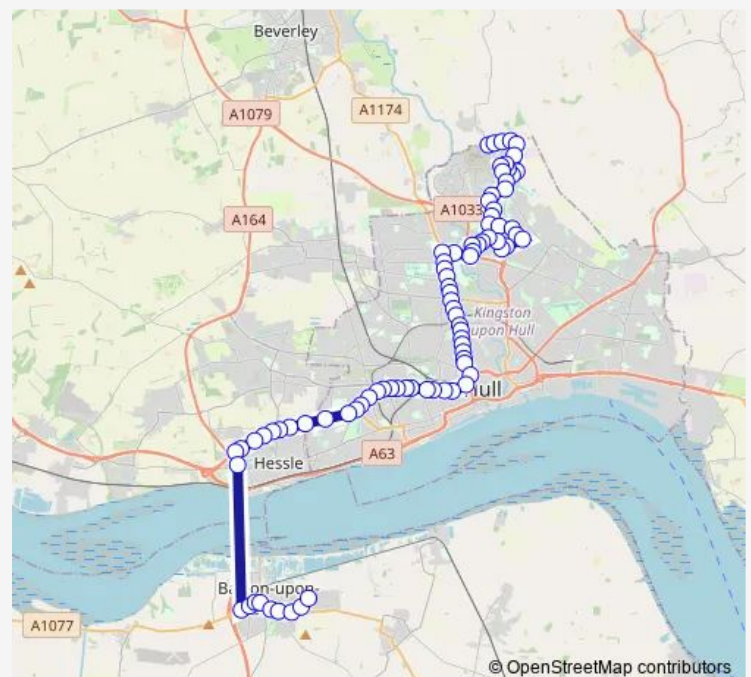 Beverley
A1079
A1174
A164
A1033
Kingston
upon Hull
Hull
A63
Hessle
A1077
© OpenStreetMap contributors